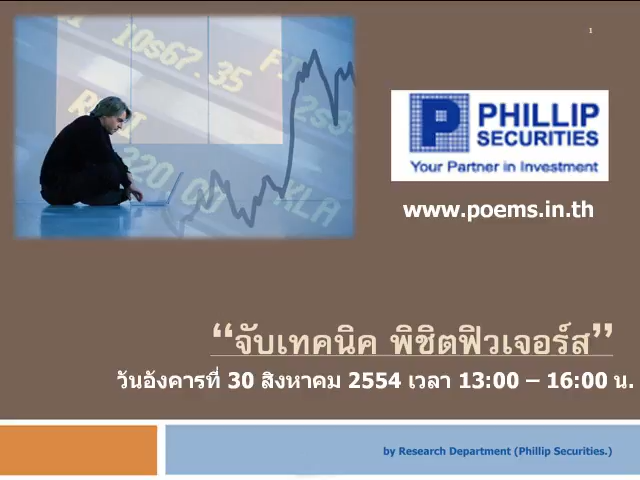 1
10s67.35
PHILLIP
SECURITIES
Your Partner in Investment
www.poems.in.th
“จับเทคนิค พิชิตฟิวเจอร์ส”
วันอังคารที่ 30 สิงหาคม 2554 เวลา 13:00 – 16:00 น.
by Research Department (Phillip Securities.)